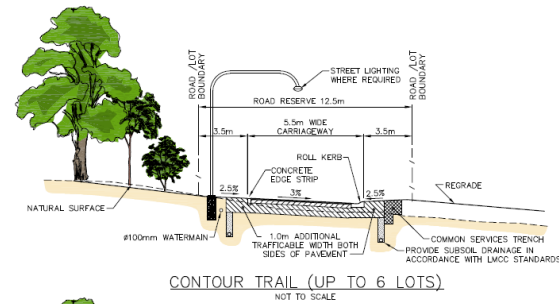 ROAD /LOT
BOUNDARY
ROAD /LOT
BOUNDARY
STREET LIGHTING
WHERE REQUIRED
ROAD RESERVE 12.5m
3.5m
5.5m WIDE
CARRIAGEWAY
3.5m
ROLL KERB
CONCRETE
EDGE STRIP
2.5%
3%
2.5%
REGRADE
NATURAL SURFACE
ø100mm WATERMAIN
1.0m ADDITIONAL
TRAFFICABLE WIDTH BOTH
SIDES OF PAVEMENT
COMMON SERVICES TRENCH
PROVIDE SUBSOIL DRAINAGE IN
ACCORDANCE WITH LMCC STANDARDS
CONTOUR TRAIL (UP TO 6 LOTS)
NOT TO SCALE